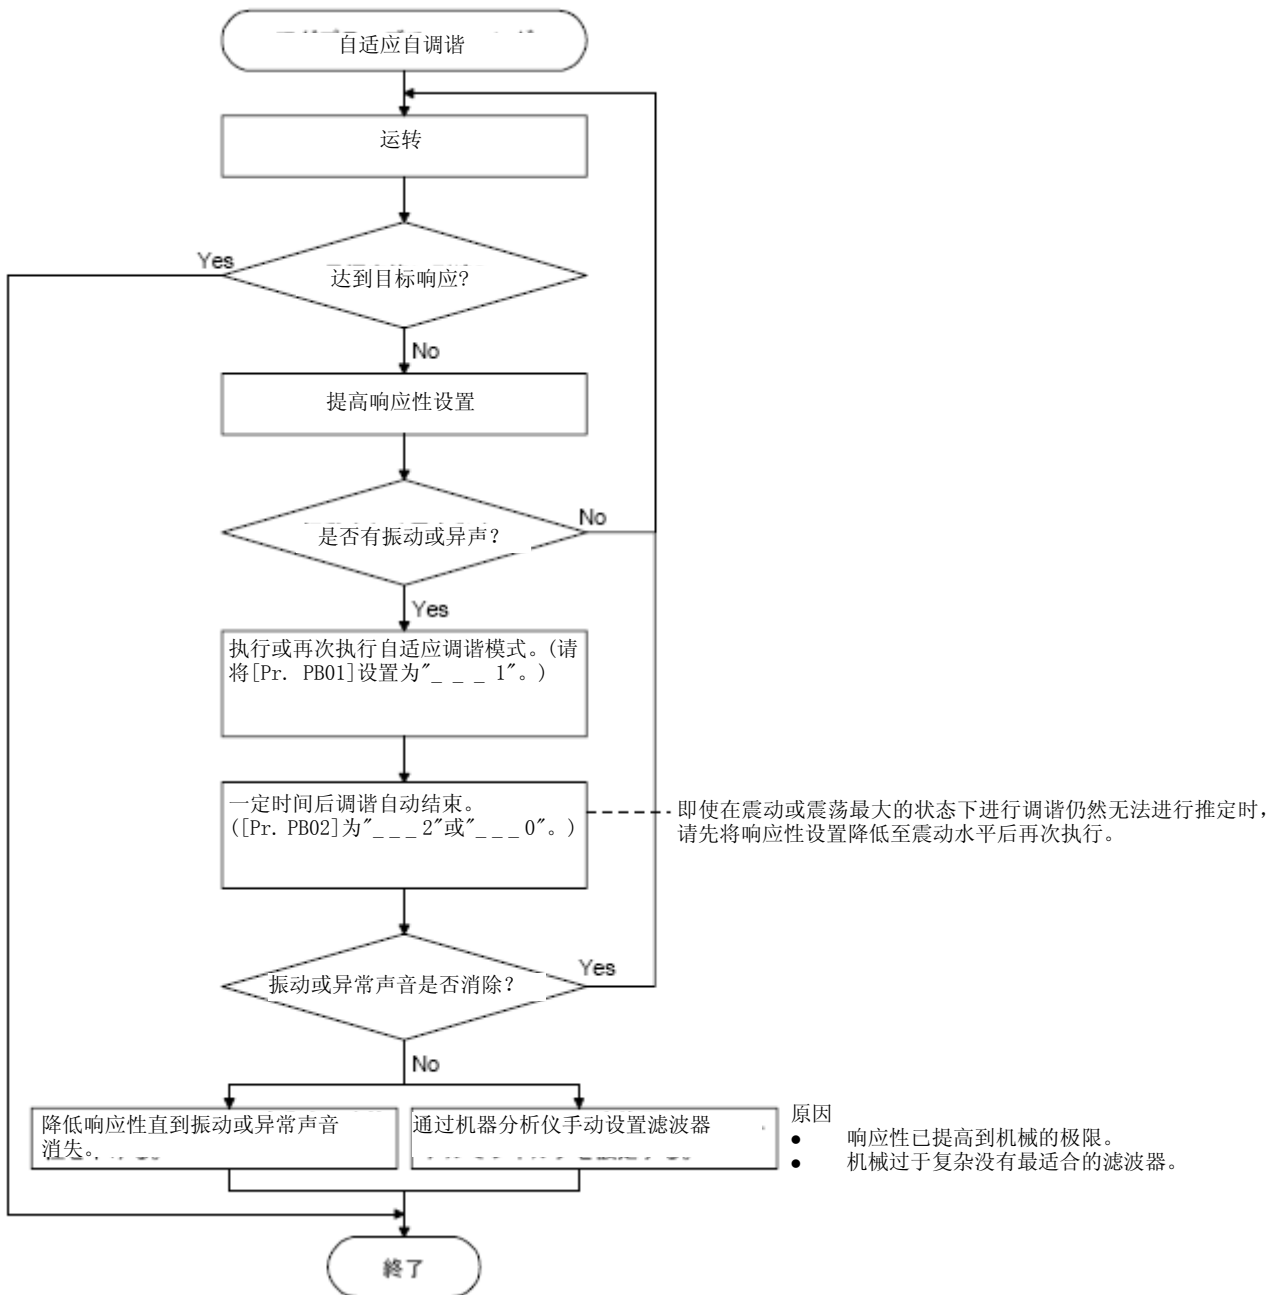 自适应自调谐
运转
Yes
达到目标响应?
No
提高响应性设置
No
是否有振动或异声?
Yes
执行或再次执行自适应调谐模式。(请
将[Pr. PB01]设置为"_ _ _ 1"。)
一定时间后调谐自动结束。
([Pr. PB02]为"_ _ _ 2"或"_ _ _ 0"。)
即使在震动或震荡最大的状态下进行调谐仍然无法进行推定时,
请先将响应性设置降低至震动水平后再次执行。
Yes
振动或异常声音是否消除?
No
降低响应性直到振动或异常声音
消失。
通过机器分析仪手动设置滤波器
原因
● 响应性已提高到机械的极限。
● 机械过于复杂没有最适合的滤波器。
終了